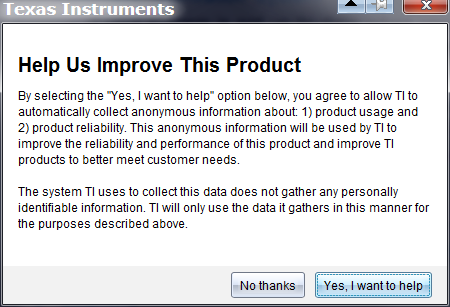 Texas Instruments
Help Us Improve This Product
By selecting the "Yes, I want to help" option below, you agree to allow TI to
automatically collect anonymous information about: 1) product usage and
2) product reliability. This anonymous information will be used by TI to
improve the reliability and performance of this product and improve TI
products to better meet customer needs.
The system TI uses to collect this data does not gather any personally
identifiable information. TI will only use the data it gathers in this manner for
the purposes described above.
No thanks
Yes, I want to help